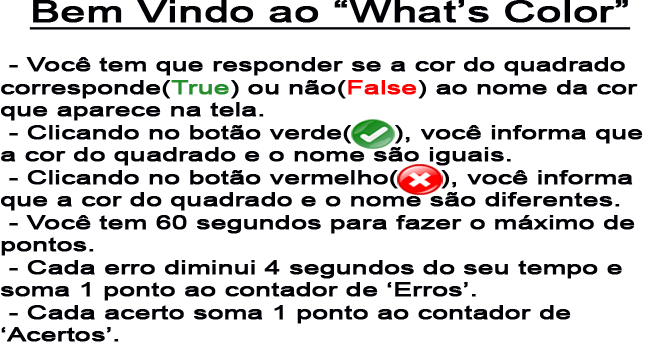 Bem Vindo ao “What’s Color”
- Você tem que responder se a cor do quadrado
corresponde(True) ou não(False) ao nome da cor
que aparece na tela.
- Clicando no botão verde(), você informa que
a cor do quadrado e o nome são iguais.
- Clicando no botão vermelho(), você informa
que a cor do quadrado e o nome são diferentes.
- Você tem 60 segundos para fazer o máximo de
pontos.
- Cada erro diminui 4 segundos do seu tempo e
soma 1 ponto ao contador de ‘Erros’.
- Cada acerto soma 1 ponto ao contador de
‘Acertos’.